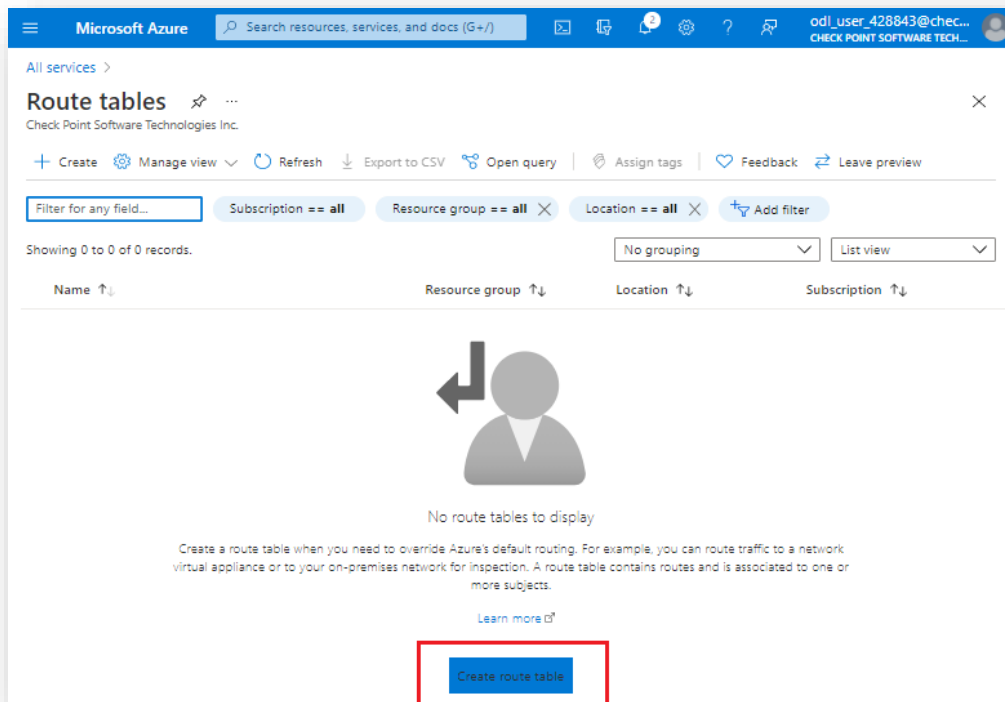 Microsoft Azure
Search resources, services, and docs (G+/)
2
odl_user_428843@chec...
CHECK POINT SOFTWARE TECH...
All services >
Route tables ...
Check Point Software Technologies Inc.
Create Manage view Refresh Export to CSV Open query Assign tags Feedback Leave preview
Filter for any field... Subscription == all Resource group == all Location == all Add filter
Showing 0 to 0 of 0 records. No grouping List view
Name ↑↓ Resource group ↑↓ Location ↑↓ Subscription ↑↓
No route tables to display
Create a route table when you need to override Azure's default routing. For example, you can route traffic to a network
virtual appliance or to your on-premises network for inspection. A route table contains routes and is associated to one or
more subjects.
Learn more
Create route table